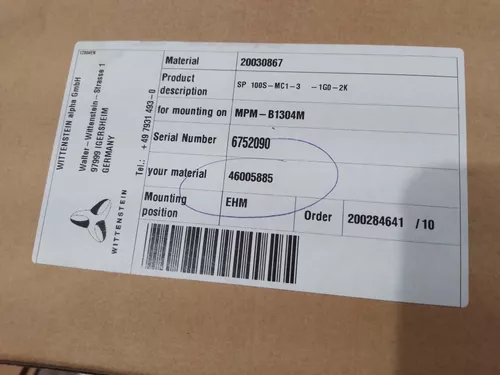 WITTENSTEIN alpha GmbH
Walter-Wittenstein-Strasse 1
97999 IGERSHEIM
GERMANY
Tel.: +49 7931 493-0
WITTENSTEIN
Material 20030867
Product description SP 100S-MC1-3 -1G0-2K
for mounting on MPM-B1304M
Serial Number 6752090
your material 46005885
Mounting position EHM Order 200284641 /10